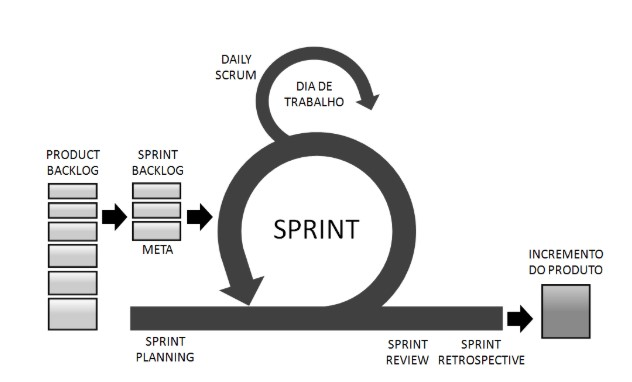 DAILY
SCRUM
DIA DE
TRABALHO
PRODUCT
BACKLOG
SPRINT
BACKLOG
META
SPRINT
INCREMENTO
DO PRODUTO
SPRINT
PLANNING
SPRINT
REVIEW
SPRINT
RETROSPECTIVE